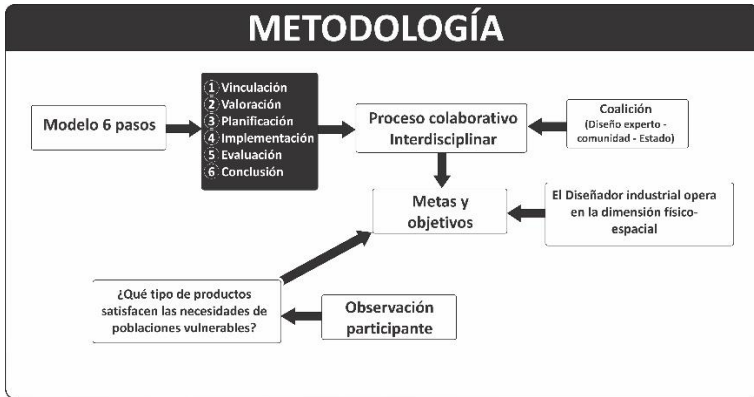 METODOLOGÍA
Modelo 6 pasos
1 Vinculación
2 Valoración
3 Planificación
4 Implementación
5 Evaluación
6 Conclusión
Proceso colaborativo
Interdisciplinar
Coalición
(Diseño experto -
comunidad - Estado)
Metas y
objetivos
El Diseñador industrial opera
en la dimensión físico-
espacial
¿Qué tipo de productos
satisfacen las necesidades de
poblaciones vulnerables?
Observación
participante